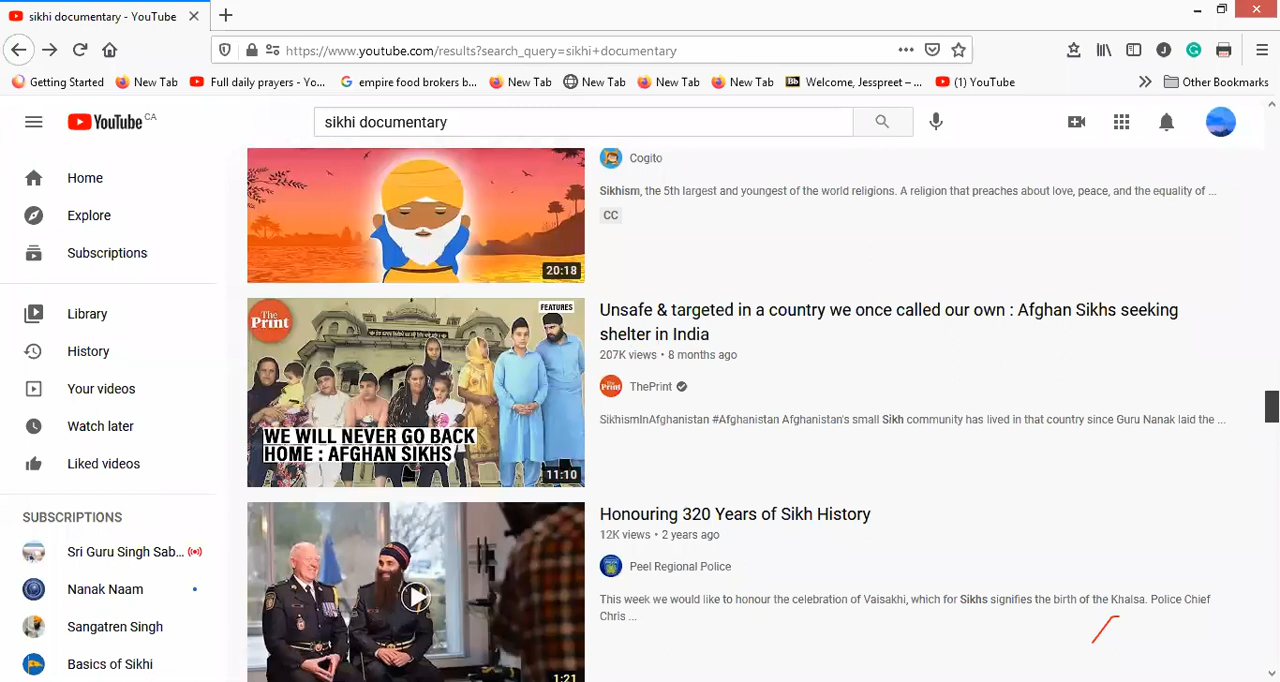 sikhi documentary - YouTube
https://www.youtube.com/results?search_query=sikhi+documentary
Getting Started
New Tab
Full daily prayers - Yo...
empire food brokers b...
New Tab
New Tab
New Tab
New Tab
Bb
Welcome, Jesspreet – ...
(1) YouTube
Other Bookmarks
YouTube CA
sikhi documentary
Home
Explore
Subscriptions
Library
History
Your videos
Watch later
Liked videos
SUBSCRIPTIONS
Sri Guru Singh Sab...
Nanak Naam
Sangatren Singh
Basics of Sikhi
20:18
Cogito
Sikhism, the 5th largest and youngest of the world religions. A religion that preaches about love, peace, and the equality of ...
CC
The Print
FEATURES
WE WILL NEVER GO BACK
HOME : AFGHAN SIKHS
11:10
Unsafe & targeted in a country we once called our own : Afghan Sikhs seeking
shelter in India
207K views • 8 months ago
The Print
ThePrint
SikhismInAfghanistan #Afghanistan Afghanistan's small Sikh community has lived in that country since Guru Nanak laid the ...
1:21
Honouring 320 Years of Sikh History
12K views • 2 years ago
Peel Regional Police
This week we would like to honour the celebration of Vaisakhi, which for Sikhs signifies the birth of the Khalsa. Police Chief
Chris ...